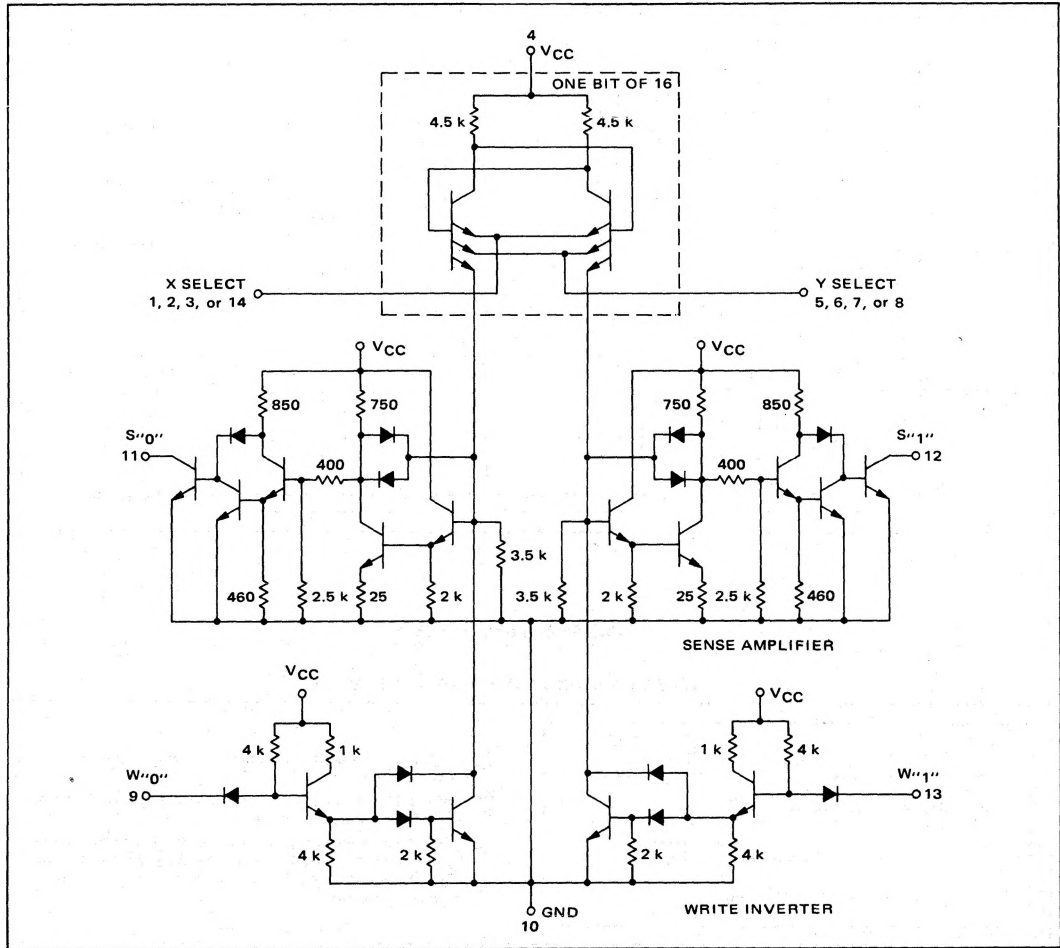 4
VCC
ONE BIT OF 16
4.5 k
4.5 k
X SELECT
1, 2, 3, or 14
Y SELECT
5, 6, 7, or 8
VCC
VCC
850
750
750
850
S"0"
11
400
400
S"1"
12
3.5 k
460
2.5 k
25
2 k
3.5 k
2 k
25
2.5 k
460
SENSE AMPLIFIER
VCC
VCC
4 k
1 k
1 k
4 k
W"0"
9
W"1"
13
4 k
2 k
2 k
4 k
GND
10
WRITE INVERTER